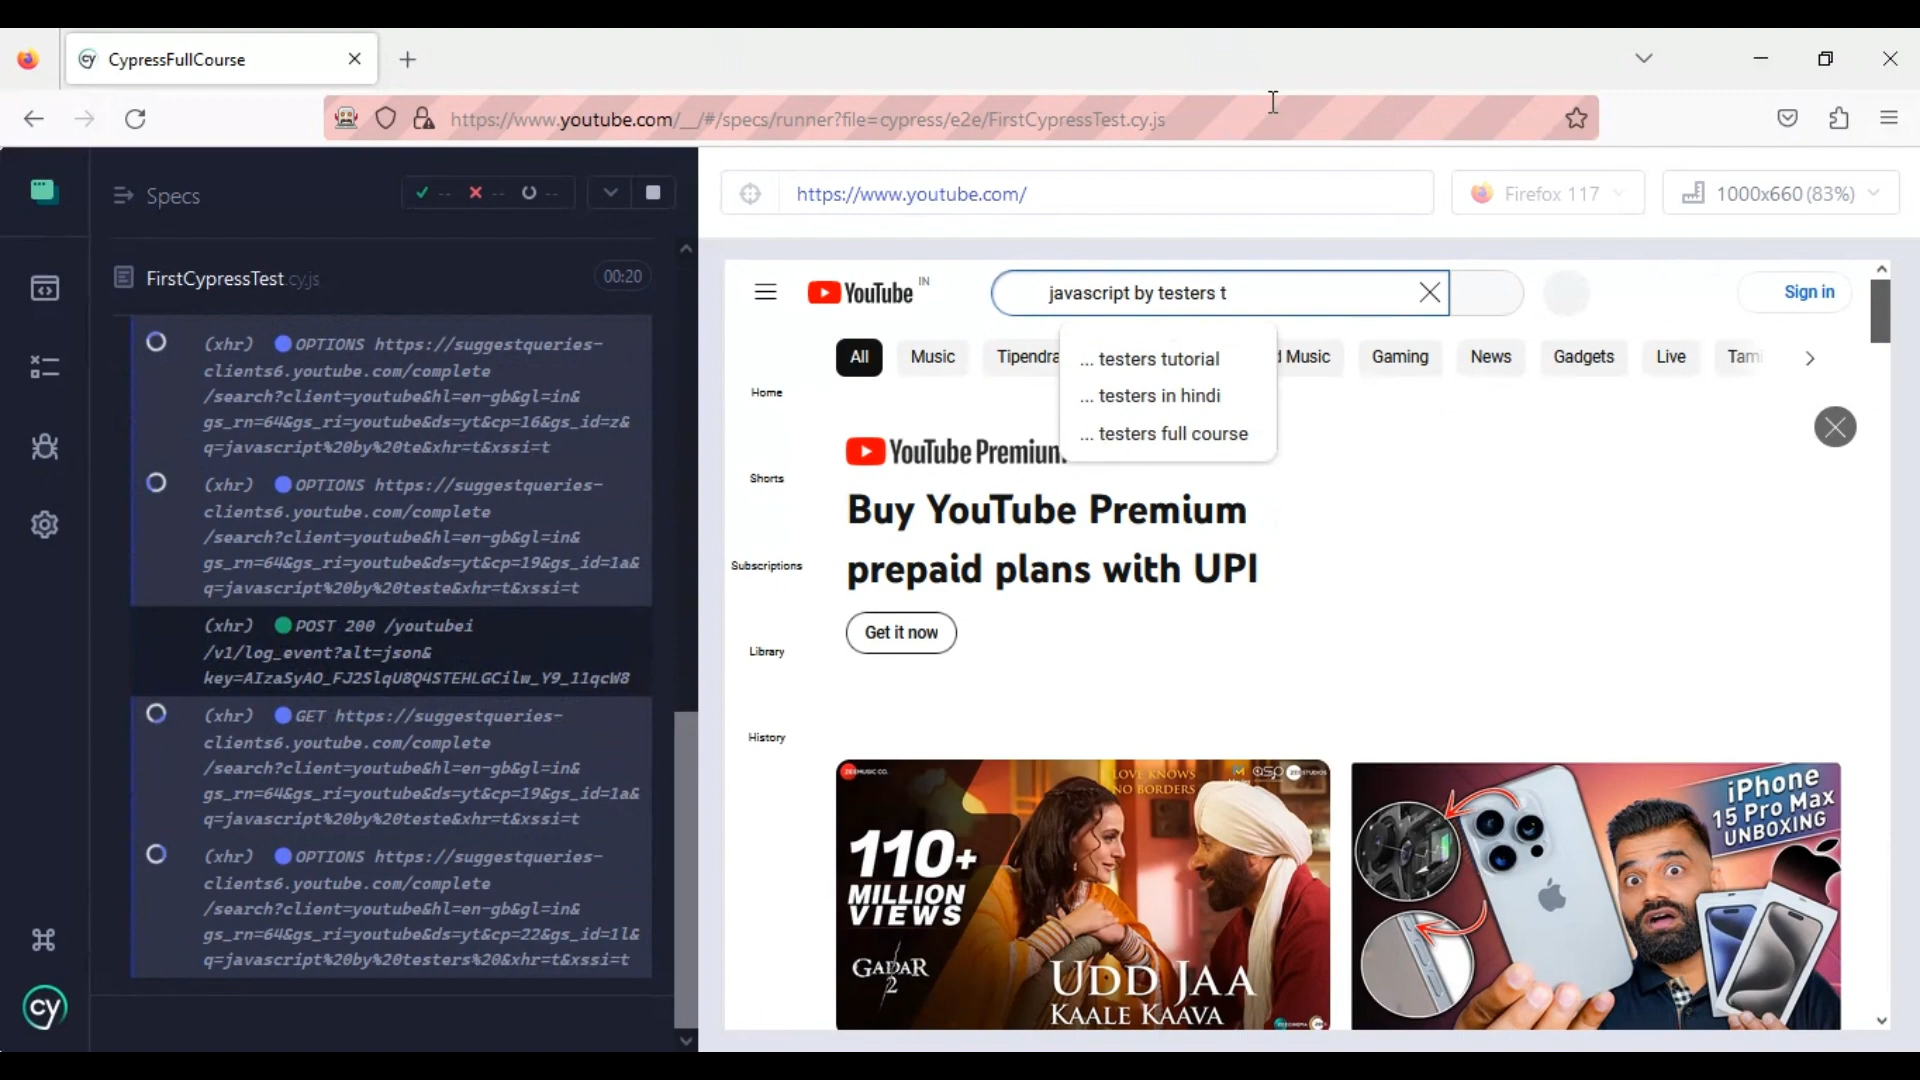 CypressFullCourse
https://www.youtube.com/__/#/specs/runner?file=cypress/e2e/FirstCypressTest.cy.js
Specs
-- -- --
https://www.youtube.com/
Firefox 117
1000x660 (83%)
FirstCypressTest.cy.js
00:20
(xhr) OPTIONS https://suggestqueries-
clients6.youtube.com/complete
/search?client=youtube&hl=en-gb&gl=in&
gs_rn=64&gs_ri=youtube&ds=yt&cp=16&gs_id=z&
q=javascript%20by%20te&xhr=t&xssi=t
(xhr) OPTIONS https://suggestqueries-
clients6.youtube.com/complete
/search?client=youtube&hl=en-gb&gl=in&
gs_rn=64&gs_ri=youtube&ds=yt&cp=19&gs_id=1a&
q=javascript%20by%20teste&xhr=t&xssi=t
(xhr) POST 200 /youtubei
/v1/log_event?alt=json&
key=AIzaSyAO_FJ2SlqU8Q4STEHLGCilw_Y9_11qcW8
(xhr) GET https://suggestqueries-
clients6.youtube.com/complete
/search?client=youtube&hl=en-gb&gl=in&
gs_rn=64&gs_ri=youtube&ds=yt&cp=19&gs_id=1a&
q=javascript%20by%20teste&xhr=t&xssi=t
(xhr) OPTIONS https://suggestqueries-
clients6.youtube.com/complete
/search?client=youtube&hl=en-gb&gl=in&
gs_rn=64&gs_ri=youtube&ds=yt&cp=22&gs_id=1l&
q=javascript%20by%20testers%20&xhr=t&xssi=t
cy
YouTube IN
javascript by testers t
Sign in
All
Music
Tipendra
d Music
Gaming
News
Gadgets
Live
Tami
... testers tutorial
... testers in hindi
... testers full course
Home
Shorts
Subscriptions
Library
History
YouTube Premium
Buy YouTube Premium
prepaid plans with UPI
Get it now
ZEE MUSIC CO.
LOVE KNOWS
NO BORDERS
110+
MILLION
VIEWS
GADAR
2
UDD JAA
KAALE KAAVA
iPhone
15 Pro Max
UNBOXING